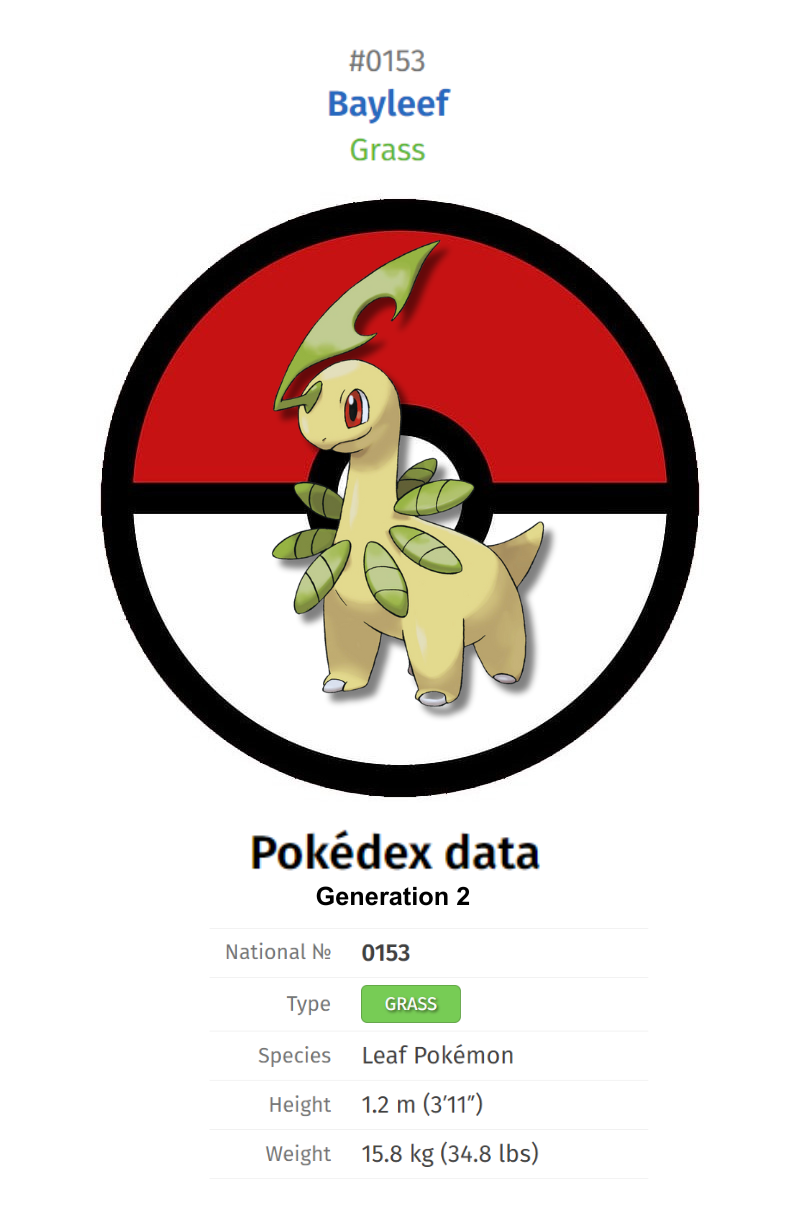 #0153
Bayleef
Grass
Pokédex data
Generation 2
National № 0153
Type GRASS
Species Leaf Pokémon
Height 1.2 m (3′11″)
Weight 15.8 kg (34.8 lbs)